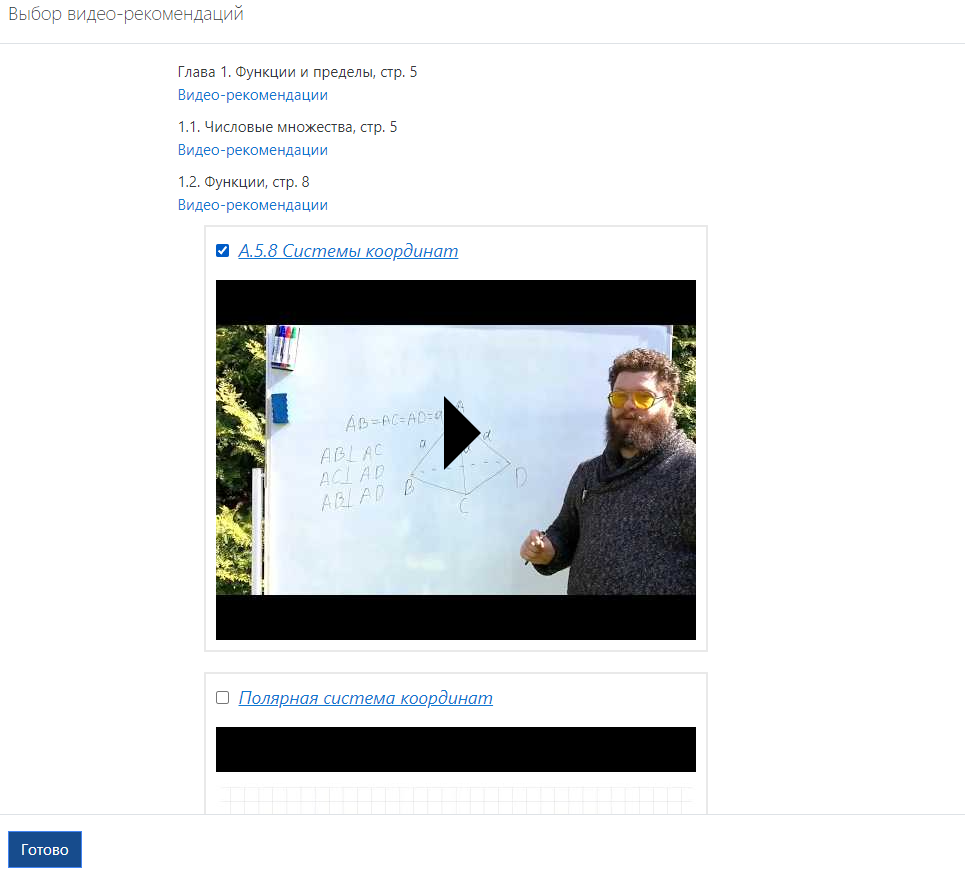 Выбор видео-рекомендаций
Глава 1. Функции и пределы, стр. 5
Видео-рекомендации
1.1. Числовые множества, стр. 5
Видео-рекомендации
1.2. Функции, стр. 8
Видео-рекомендации
А.5.8 Системы координат
AB=AC=AD=a
AB⊥AC
AC⊥AD
AB⊥AD
A
a
d
B
D
C
Полярная система координат
Готово